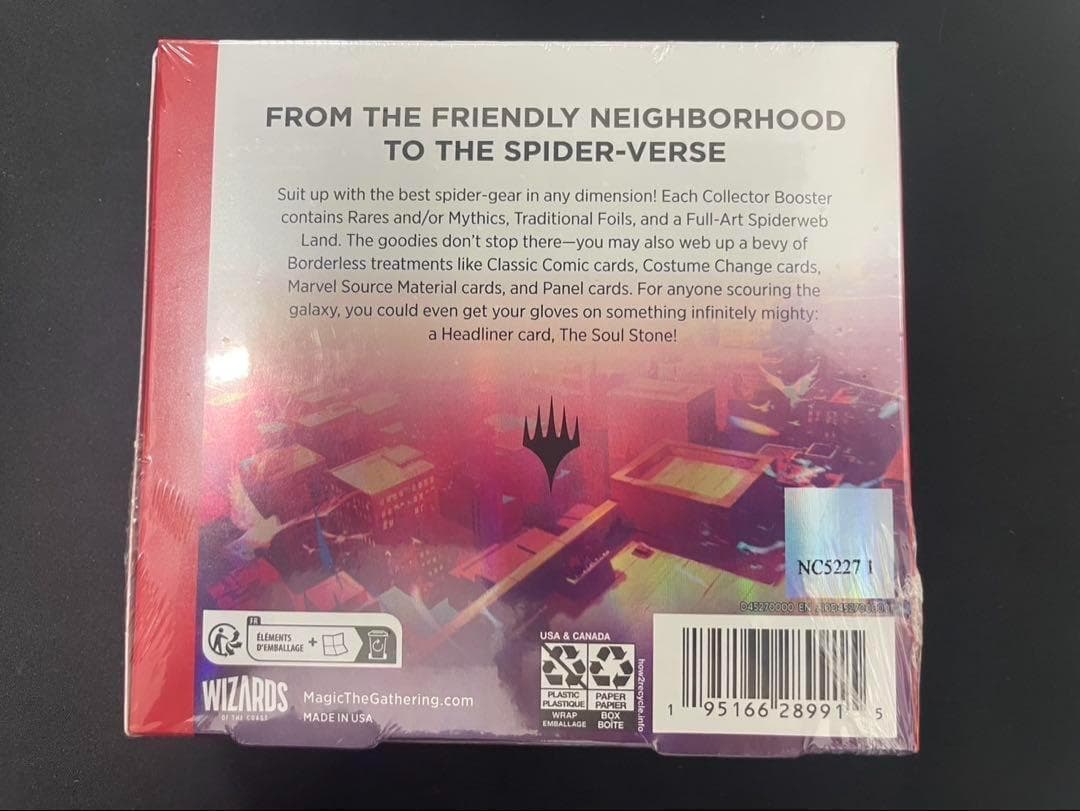 FROM THE FRIENDLY NEIGHBORHOOD
TO THE SPIDER-VERSE
Suit up with the best spider-gear in any dimension! Each Collector Booster
contains Rares and/or Mythics, Traditional Foils, and a Full-Art Spiderweb
Land. The goodies don't stop there—you may also web up a bevy of
Borderless treatments like Classic Comic cards, Costume Change cards,
Marvel Source Material cards, and Panel cards. For anyone scouring the
galaxy, you could even get your gloves on something infinitely mighty:
a Headliner card, The Soul Stone!
NC5227 1
D45270000 EN
FR
ÉLÉMENTS
D'EMBALLAGE
+
USA & CANADA
PLASTIC
PLASTIQUE
WRAP
EMBALLAGE
PAPER
PAPIER
BOX
BOÎTE
how2recycle.info
WIZARDS
OF THE COAST
MagicTheGathering.com
MADE IN USA
1 95166 28991 5